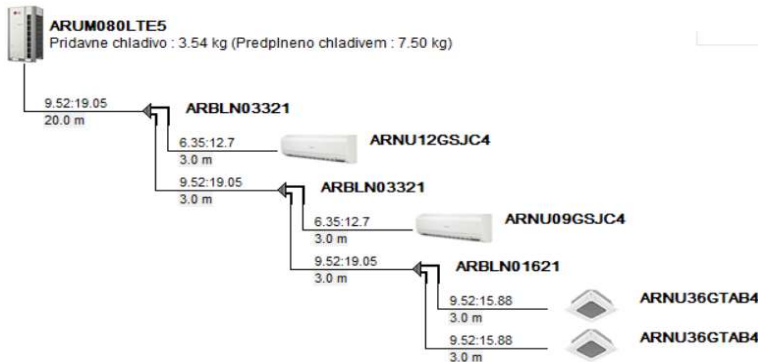 ARUM080LTE5
Pridavne chladivo : 3.54 kg (Predplneno chladivem : 7.50 kg)
9.52:19.05
20.0 m
ARBLN03321
6.35:12.7
3.0 m
ARNU12GSJC4
9.52:19.05
3.0 m
ARBLN03321
6.35:12.7
3.0 m
ARNU09GSJC4
9.52:19.05
3.0 m
ARBLN01621
9.52:15.88
3.0 m
ARNU36GTAB4
9.52:15.88
3.0 m
ARNU36GTAB4